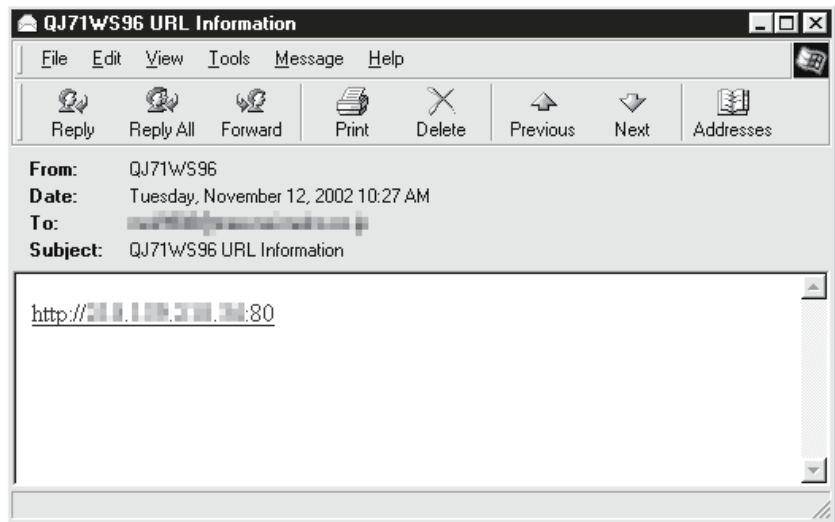 QJ71WS96 URL Information
File Edit View Tools Message Help
Reply Reply All Forward Print Delete Previous Next Addresses
From: QJ71WS96
Date: Tuesday, November 12, 2002 10:27 AM
To:
Subject: QJ71WS96 URL Information
http:// :80